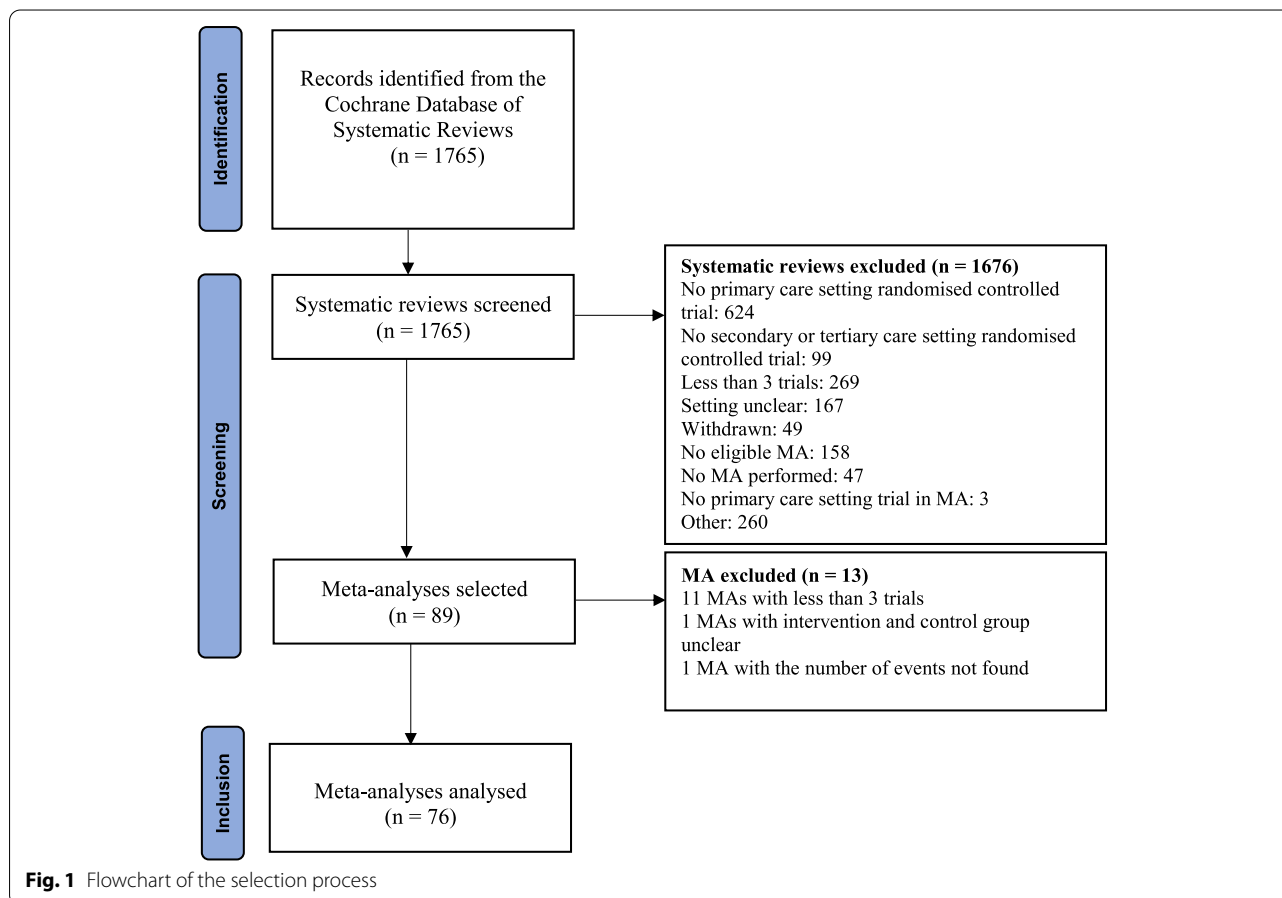 Identification
Records identified from the
Cochrane Database of
Systematic Reviews
(n = 1765)
Screening
Systematic reviews screened
(n = 1765)
Systematic reviews excluded (n = 1676)
No primary care setting randomised controlled
trial: 624
No secondary or tertiary care setting randomised
controlled trial: 99
Less than 3 trials: 269
Setting unclear: 167
Withdrawn: 49
No eligible MA: 158
No MA performed: 47
No primary care setting trial in MA: 3
Other: 260
Meta-analyses selected
(n = 89)
MA excluded (n = 13)
11 MAs with less than 3 trials
1 MAs with intervention and control group
unclear
1 MA with the number of events not found
Inclusion
Meta-analyses analysed
(n = 76)
Fig. 1 Flowchart of the selection process